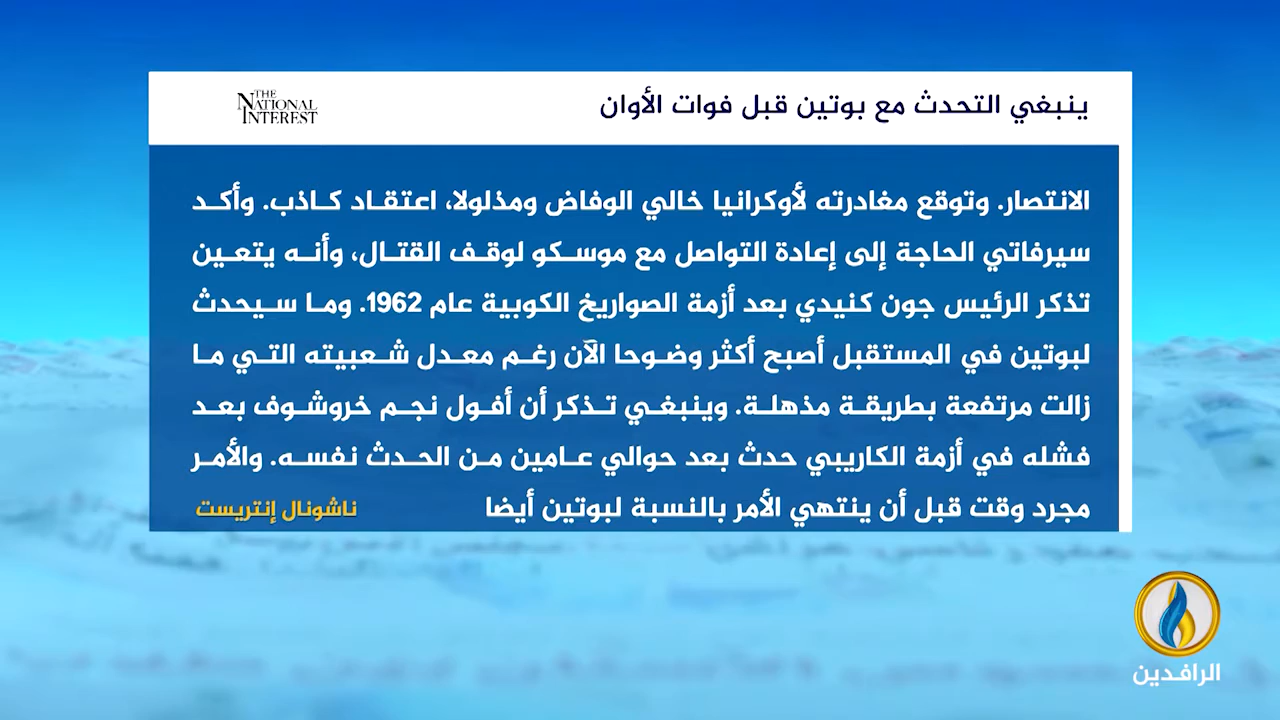 ينبغي التحدث مع بوتين قبل فوات الأوان
THE
NATIONAL
INTEREST
الانتصار. وتوقع مغادرته لأوكرانيا خالي الوفاض ومذلولا، اعتقاد كاذب. وأكد
سيرفاتي الحاجة إلى إعادة التواصل مع موسكو لوقف القتال، وأنه يتعين
تذكر الرئيس جون كنيدي بعد أزمة الصواريخ الكوبية عام 1962. وما سيحدث
لبوتين في المستقبل أصبح أكثر وضوحا الآن رغم معدل شعبيته التي ما
زالت مرتفعة بطريقة مذهلة. وينبغي تذكر أن أفول نجم خروشوف بعد
فشله في أزمة الكاريبي حدث بعد حوالي عامين من الحدث نفسه. والأمر
مجرد وقت قبل أن ينتهي الأمر بالنسبة لبوتين أيضا
ناشونال إنتريست
الرافدين